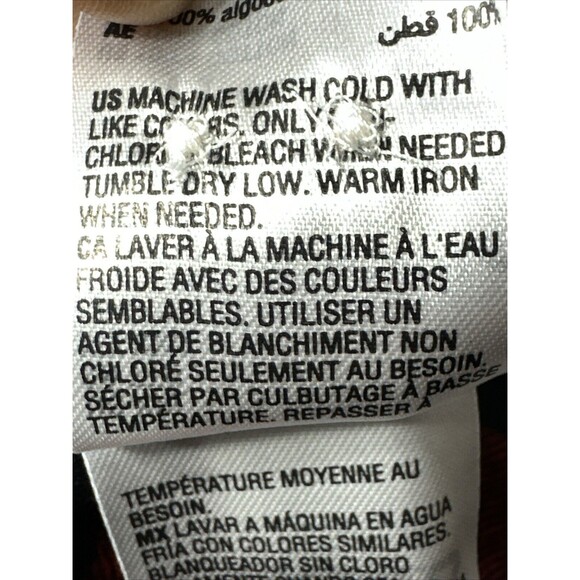 AE 100% algod
قطن 100%
US MACHINE WASH COLD WITH
LIKE RS. ONLY
BLEACH NEEDED
TUMBLE DRY LOW. WARM IRON
WHEN NEEDED.
CA LAVER À LA MACHINE À L'EAU
FROIDE AVEC DES COULEURS
SEMBLABLES. UTILISER UN
AGENT DE BLANCHIMENT NON
CHLORÉ SEULEMENT AU BESOIN.
SÉCHER PAR CULBUTAGE À BASSE
TEMPÉRATURE. REPASSER À
TEMPÉRATURE MOYENNE AU
BESOIN.
MX LAVAR A MÁQUINA EN AGUA
FRÍA CON COLORES SIMILARES.
BLANQUEADOR SIN CLORO